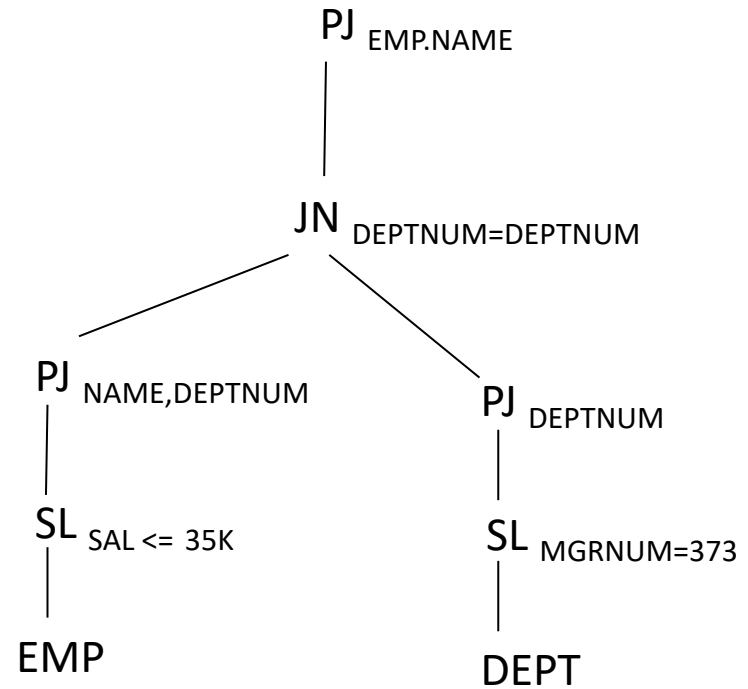 PJ EMP.NAME
JN DEPTNUM=DEPTNUM
PJ NAME,DEPTNUM
PJ DEPTNUM
SL SAL <= 35K
SL MGRNUM=373
EMP
DEPT